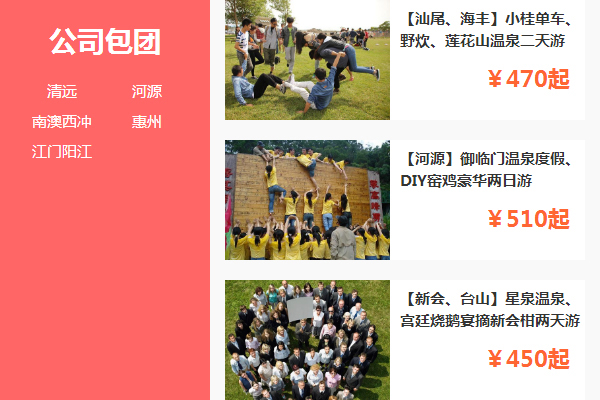 公司包团
清远 河源
南澳西冲 惠州
江门阳江
【汕尾、海丰】小桂单车、
野炊、莲花山温泉二天游
￥470起
【河源】御临门温泉度假、
DIY窑鸡豪华两日游
￥510起
【新会、台山】星泉温泉、
宫廷烧鹅宴摘新会柑两天游
￥450起